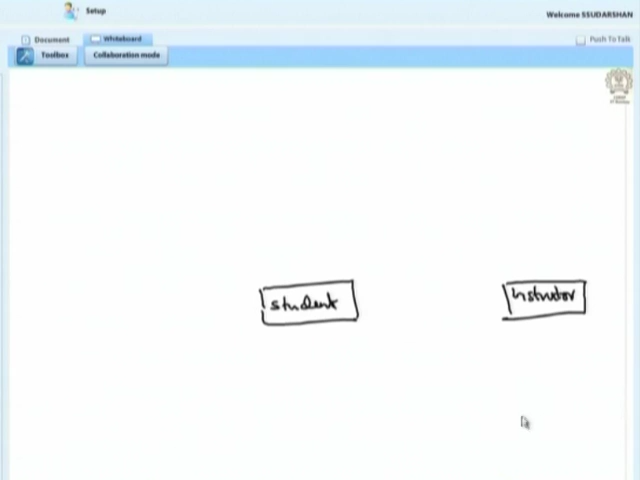 Setup
Welcome SSUDARSHAN
Document
Whiteboard
Push To Talk
Toolbox
Collaboration mode
student
instructor